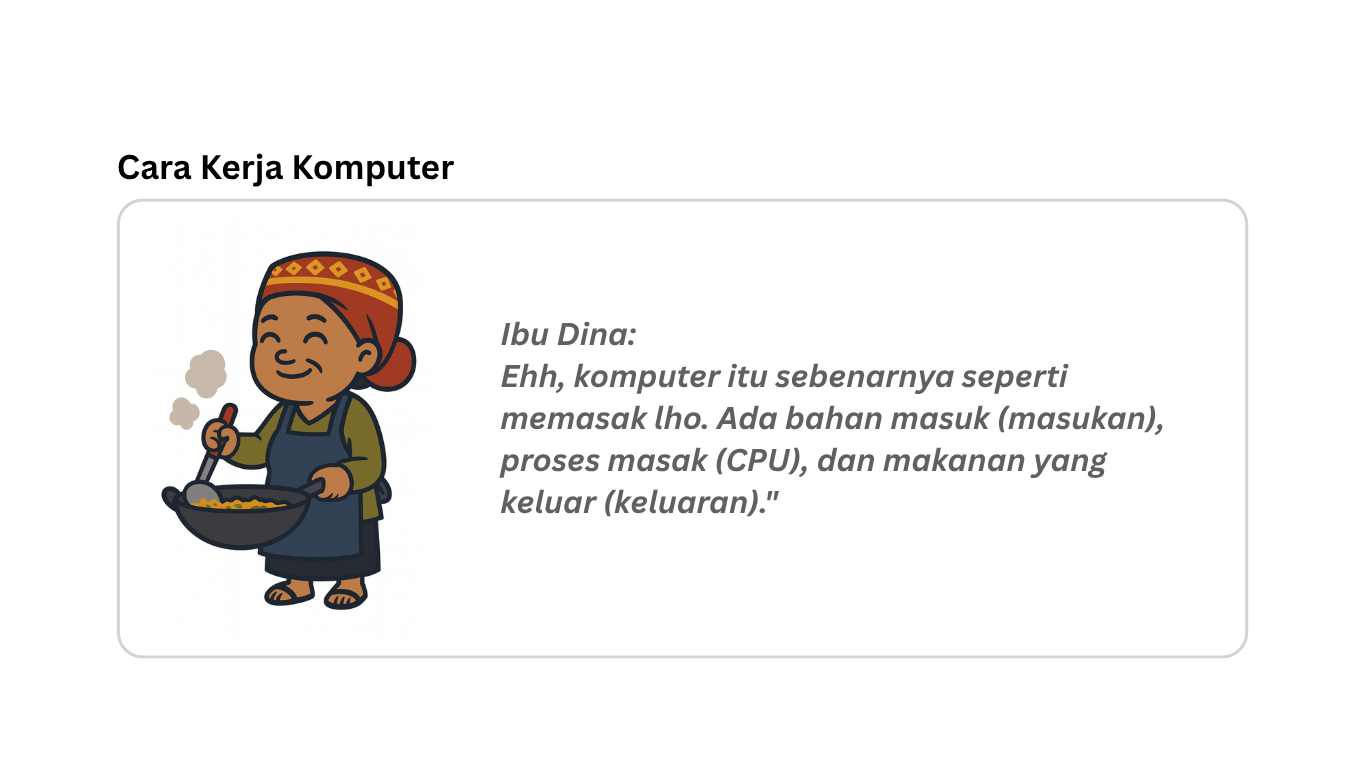 Cara Kerja Komputer
Ibu Dina:
Ehh, komputer itu sebenarnya seperti
memasak lho. Ada bahan masuk (masukan),
proses masak (CPU), dan makanan yang
keluar (keluaran)."